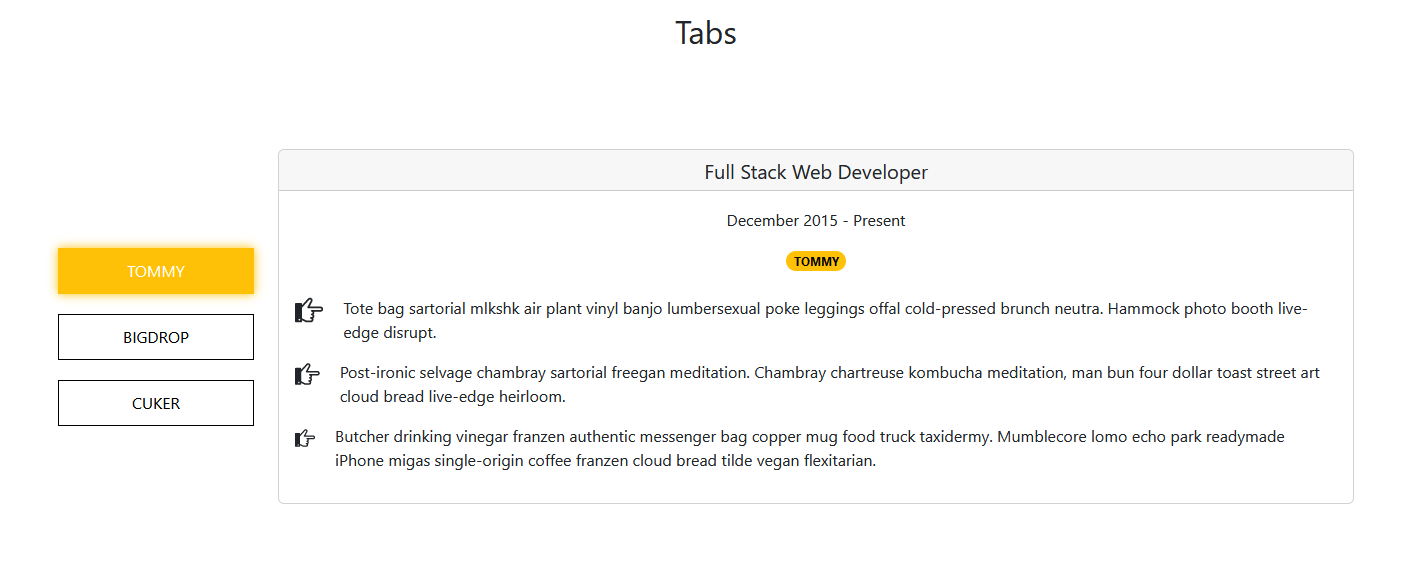 Tabs
TOMMY
BIGDROP
CUKER
Full Stack Web Developer
December 2015 - Present
TOMMY
Tote bag sartorial mlkshk air plant vinyl banjo lumbersexual poke leggings offal cold-pressed brunch neutra. Hammock photo booth live-
edge disrupt.
Post-ironic selvage chambray sartorial freegan meditation. Chambray chartreuse kombucha meditation, man bun four dollar toast street art
cloud bread live-edge heirloom.
Butcher drinking vinegar franzen authentic messenger bag copper mug food truck taxidermy. Mumblecore lomo echo park readymade
iPhone migas single-origin coffee franzen cloud bread tilde vegan flexitarian.